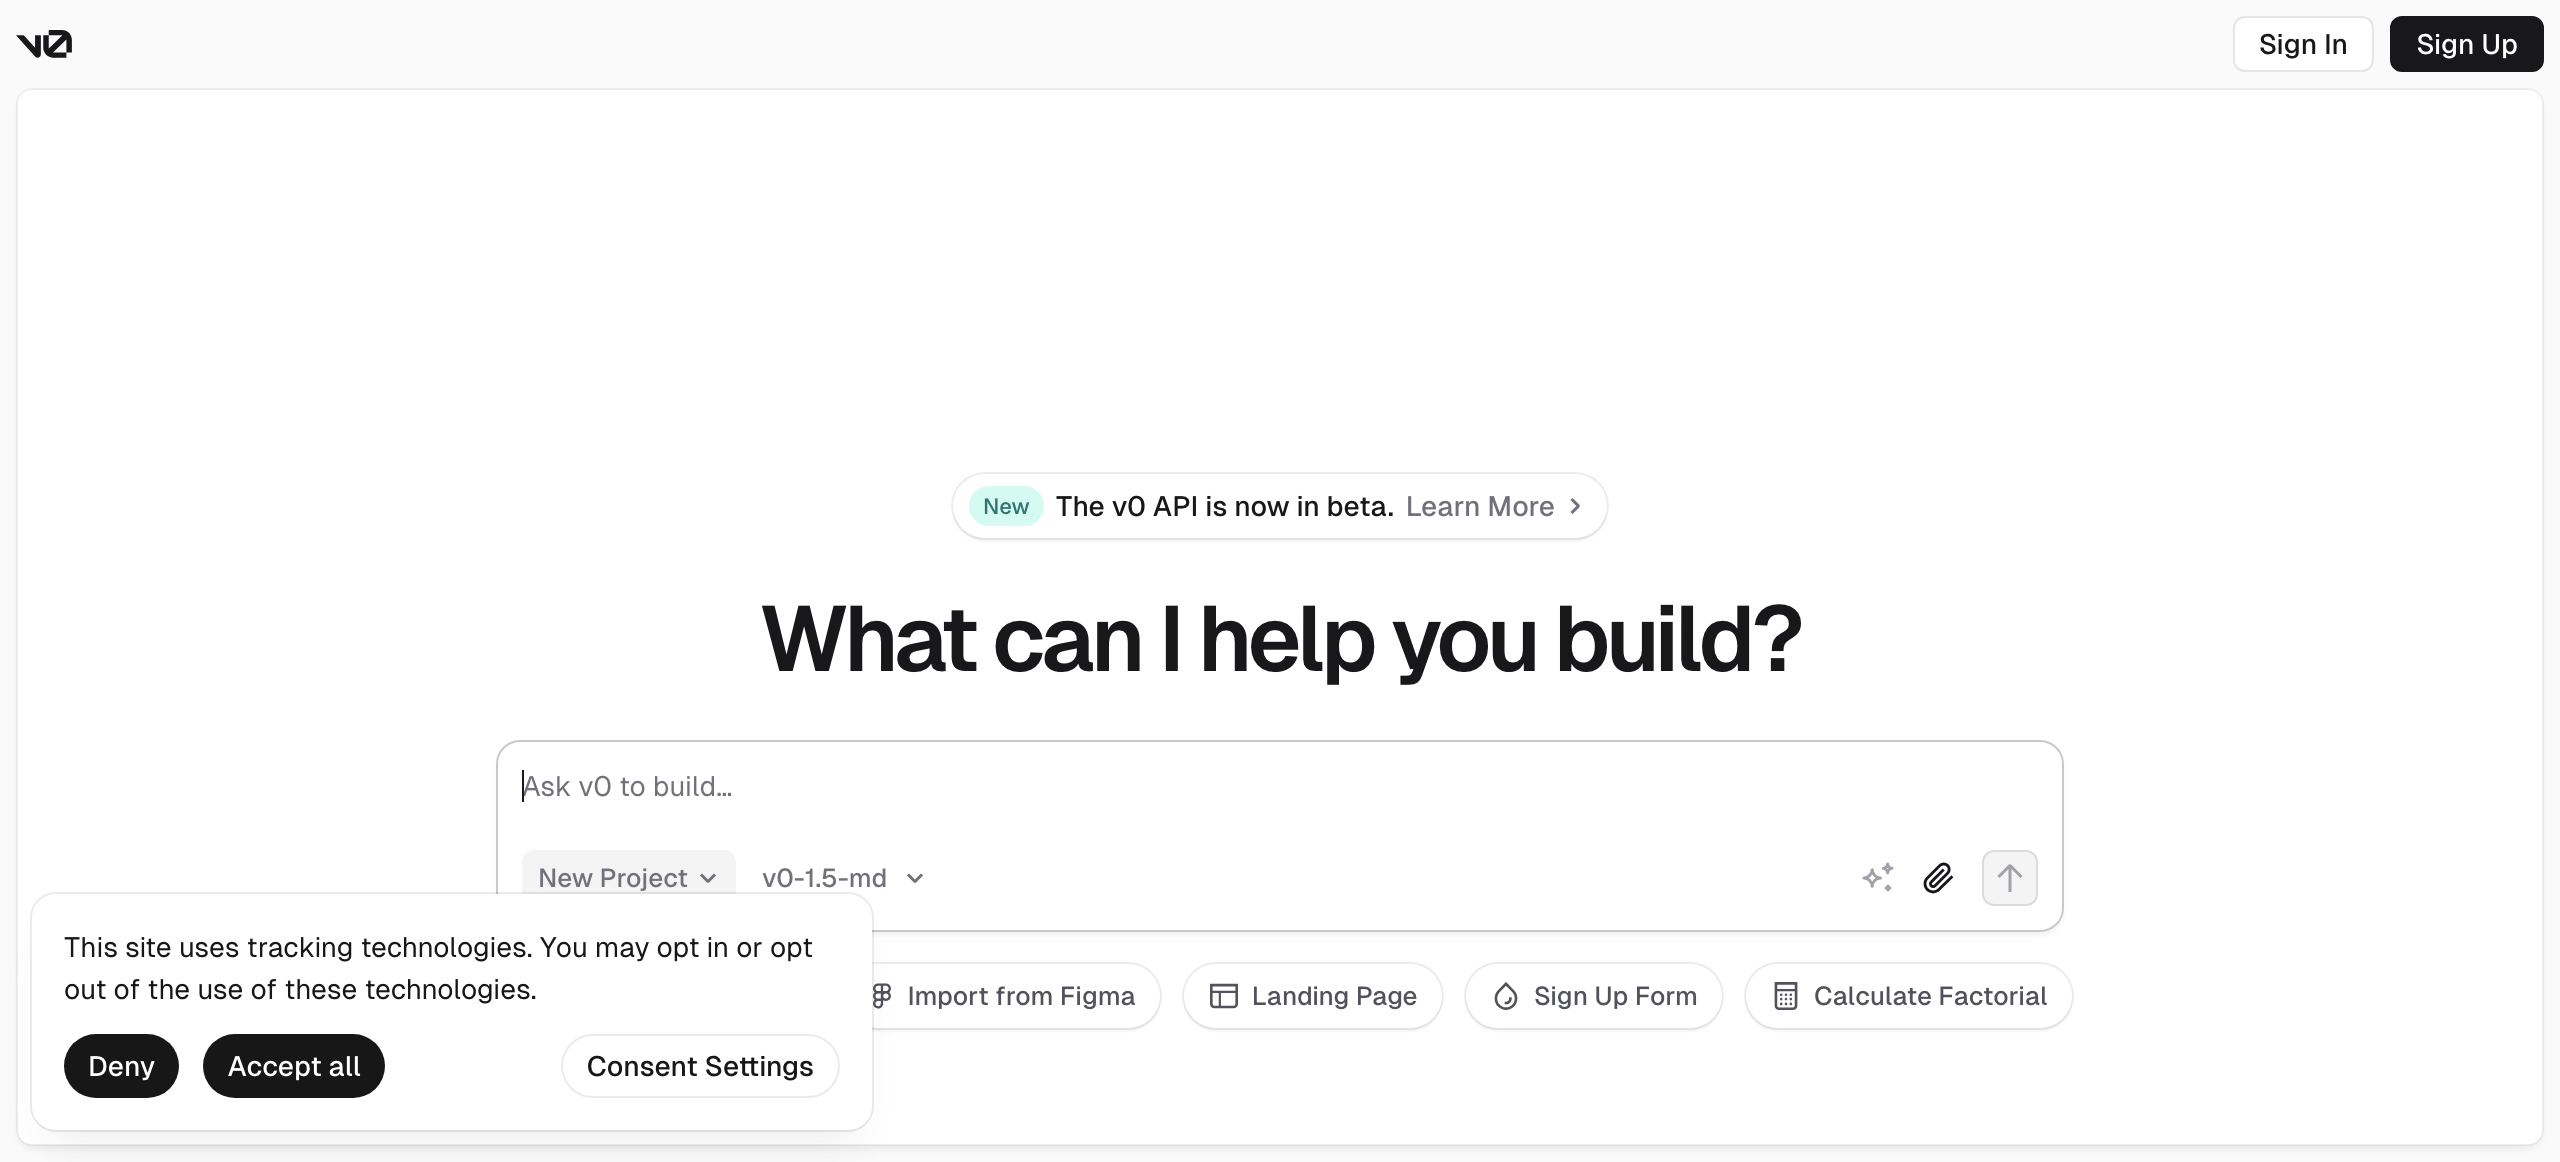 v0
Sign In
Sign Up
New The v0 API is now in beta. Learn More
What can I help you build?
Ask v0 to build…
New Project
v0-1.5-md
This site uses tracking technologies. You may opt in or opt
out of the use of these technologies.
Deny
Accept all
Consent Settings
Import from Figma
Landing Page
Sign Up Form
Calculate Factorial